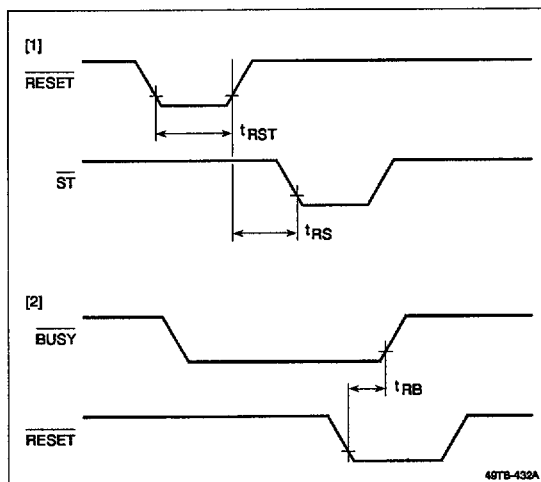 [1]
RESET
tRST
ST
tRS
[2]
BUSY
tRB
RESET
49TB-432A